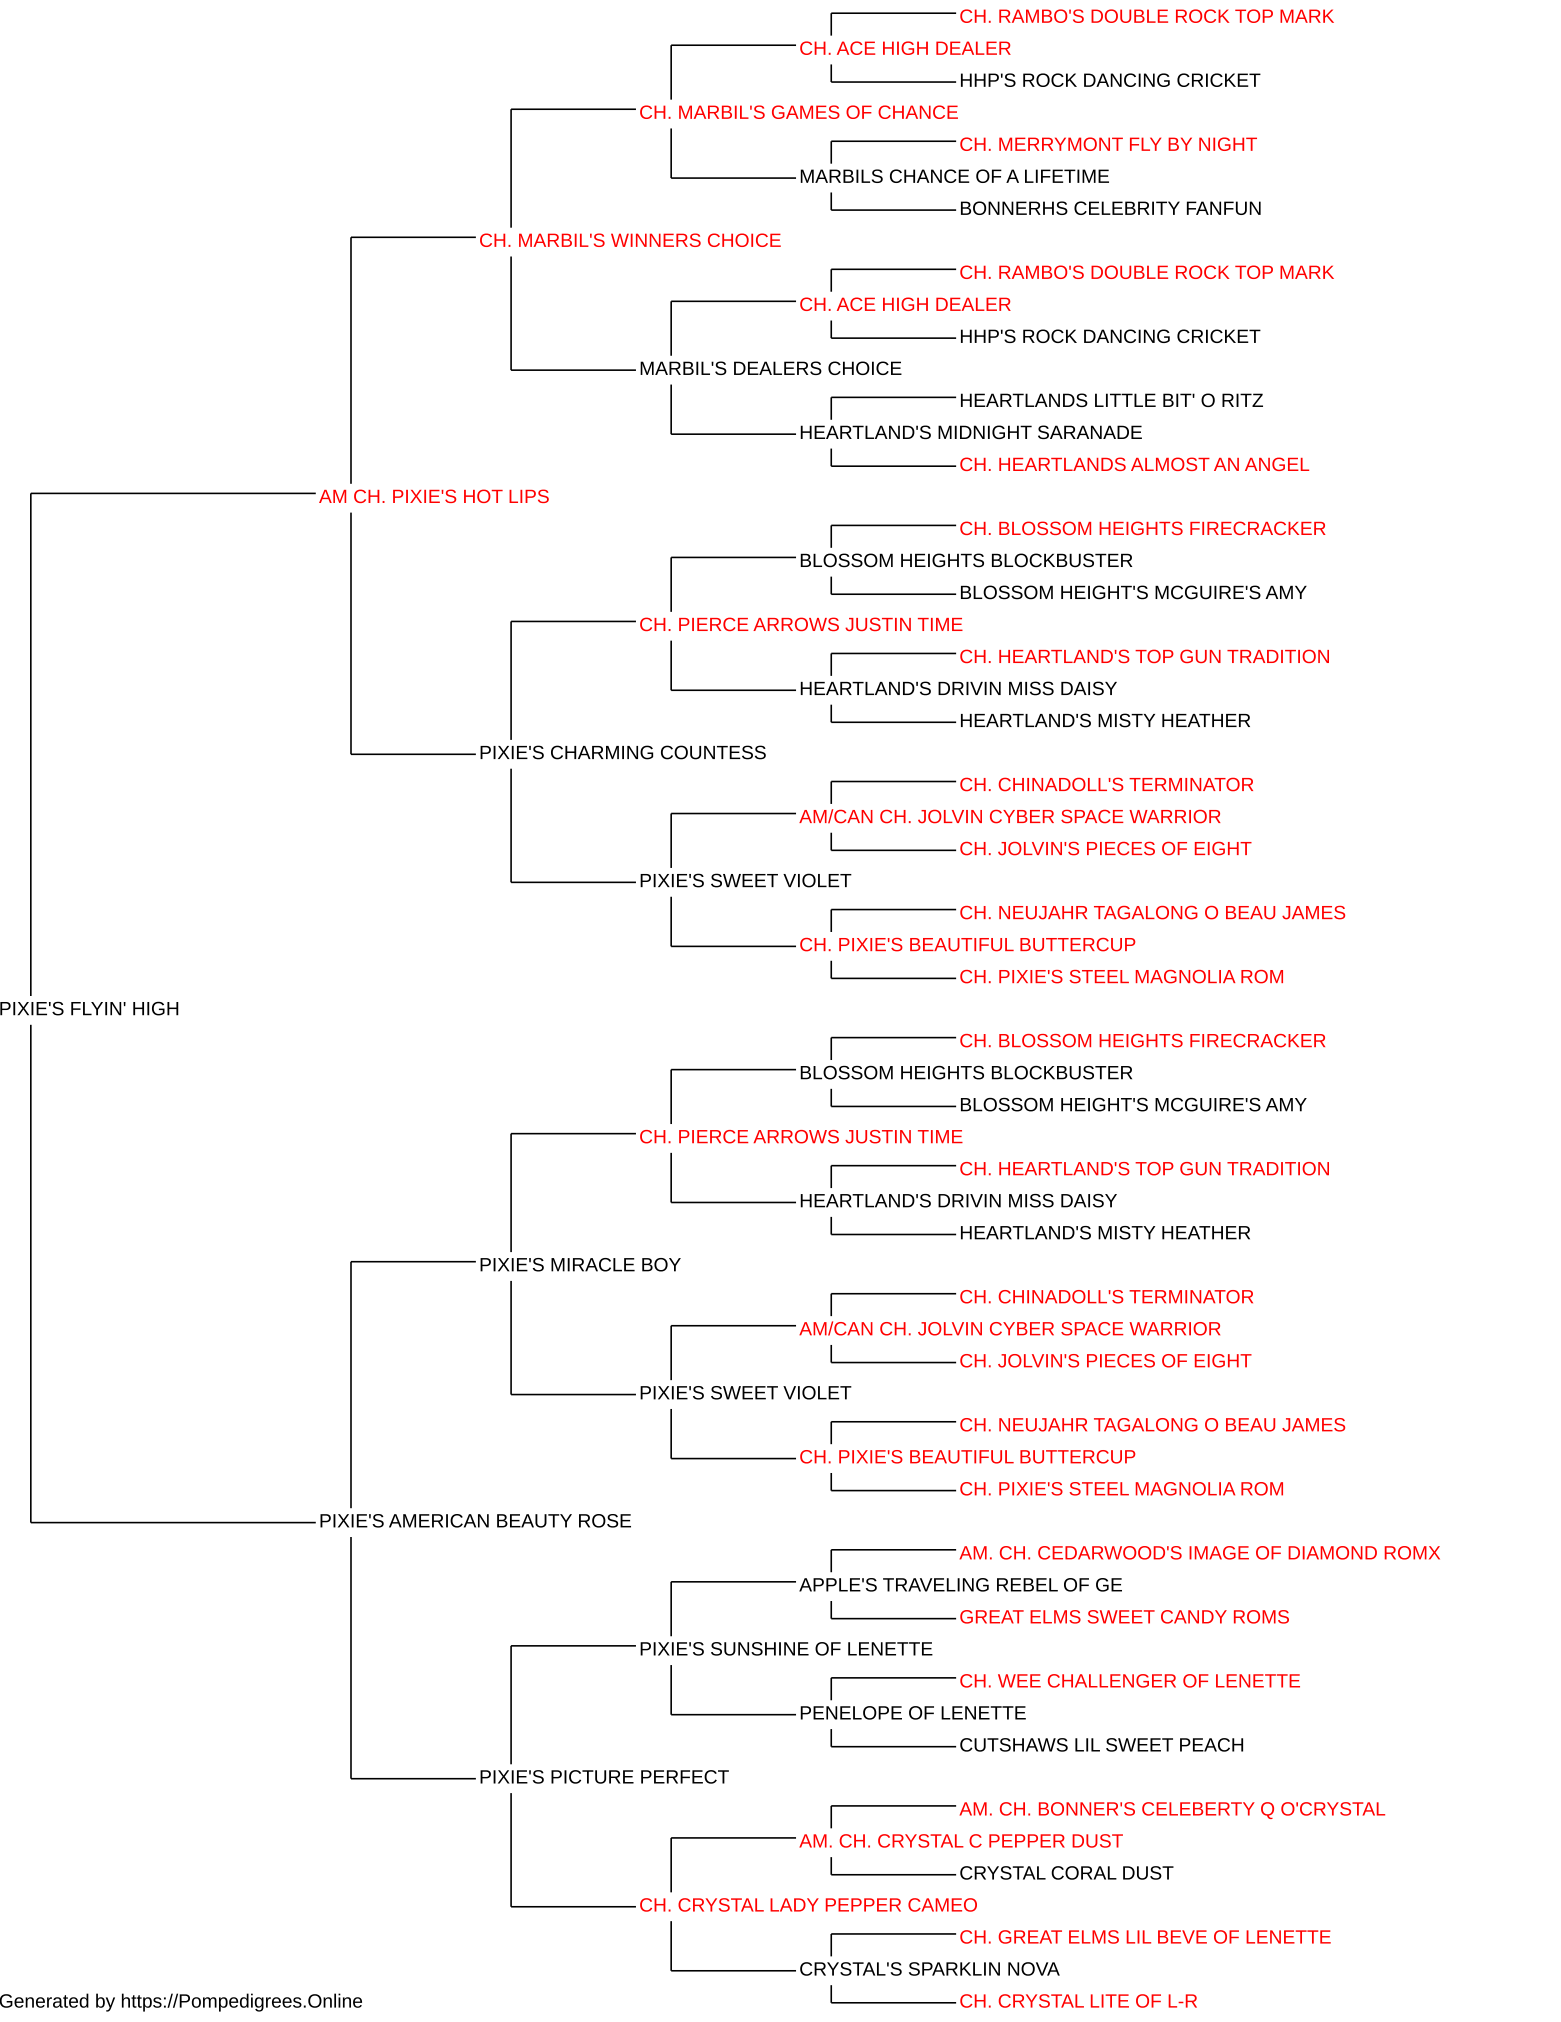 CH. RAMBO'S DOUBLE ROCK TOP MARK
CH. ACE HIGH DEALER
HHP'S ROCK DANCING CRICKET
CH. MARBIL'S GAMES OF CHANCE
CH. MERRYMONT FLY BY NIGHT
MARBILS CHANCE OF A LIFETIME
BONNERHS CELEBRITY FANFUN
CH. MARBIL'S WINNERS CHOICE
CH. RAMBO'S DOUBLE ROCK TOP MARK
CH. ACE HIGH DEALER
HHP'S ROCK DANCING CRICKET
MARBIL'S DEALERS CHOICE
HEARTLANDS LITTLE BIT' O RITZ
HEARTLAND'S MIDNIGHT SARANADE
CH. HEARTLANDS ALMOST AN ANGEL
AM CH. PIXIE'S HOT LIPS
CH. BLOSSOM HEIGHTS FIRECRACKER
BLOSSOM HEIGHTS BLOCKBUSTER
BLOSSOM HEIGHT'S MCGUIRE'S AMY
CH. PIERCE ARROWS JUSTIN TIME
CH. HEARTLAND'S TOP GUN TRADITION
HEARTLAND'S DRIVIN MISS DAISY
HEARTLAND'S MISTY HEATHER
PIXIE'S CHARMING COUNTESS
CH. CHINADOLL'S TERMINATOR
AM/CAN CH. JOLVIN CYBER SPACE WARRIOR
CH. JOLVIN'S PIECES OF EIGHT
PIXIE'S SWEET VIOLET
CH. NEUJAHR TAGALONG O BEAU JAMES
CH. PIXIE'S BEAUTIFUL BUTTERCUP
CH. PIXIE'S STEEL MAGNOLIA ROM
PIXIE'S FLYIN' HIGH
CH. BLOSSOM HEIGHTS FIRECRACKER
BLOSSOM HEIGHTS BLOCKBUSTER
BLOSSOM HEIGHT'S MCGUIRE'S AMY
CH. PIERCE ARROWS JUSTIN TIME
CH. HEARTLAND'S TOP GUN TRADITION
HEARTLAND'S DRIVIN MISS DAISY
HEARTLAND'S MISTY HEATHER
PIXIE'S MIRACLE BOY
CH. CHINADOLL'S TERMINATOR
AM/CAN CH. JOLVIN CYBER SPACE WARRIOR
CH. JOLVIN'S PIECES OF EIGHT
PIXIE'S SWEET VIOLET
CH. NEUJAHR TAGALONG O BEAU JAMES
CH. PIXIE'S BEAUTIFUL BUTTERCUP
CH. PIXIE'S STEEL MAGNOLIA ROM
PIXIE'S AMERICAN BEAUTY ROSE
AM. CH. CEDARWOOD'S IMAGE OF DIAMOND ROMX
APPLE'S TRAVELING REBEL OF GE
GREAT ELMS SWEET CANDY ROMS
PIXIE'S SUNSHINE OF LENETTE
CH. WEE CHALLENGER OF LENETTE
PENELOPE OF LENETTE
CUTSHAWS LIL SWEET PEACH
PIXIE'S PICTURE PERFECT
AM. CH. BONNER'S CELEBERTY Q O'CRYSTAL
AM. CH. CRYSTAL C PEPPER DUST
CRYSTAL CORAL DUST
CH. CRYSTAL LADY PEPPER CAMEO
CH. GREAT ELMS LIL BEVE OF LENETTE
CRYSTAL'S SPARKLIN NOVA
CH. CRYSTAL LITE OF L-R
Generated by https://Pompedigrees.Online